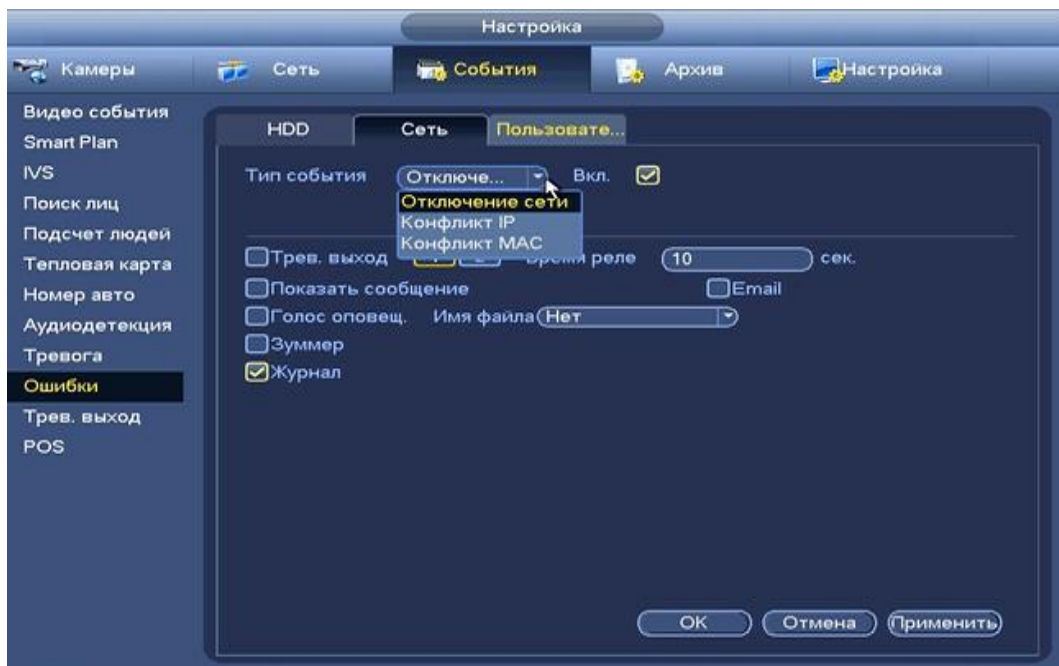 Настройка
Камеры Сеть События Архив Настройка
Видео события
Smart Plan
IVS
Поиск лиц
Подсчет людей
Тепловая карта
Номер авто
Аудиодетекция
Тревога
Ошибки
Трев. выход
POS
HDD Сеть Пользовате...
Тип события Отключе... Вкл.
Отключение сети
Конфликт IP
Конфликт MAC
Трев. выход Время реле 10 сек.
Показать сообщение Email
Голос оповещ. Имя файла Нет
Зуммер
Журнал
OK Отмена Применить